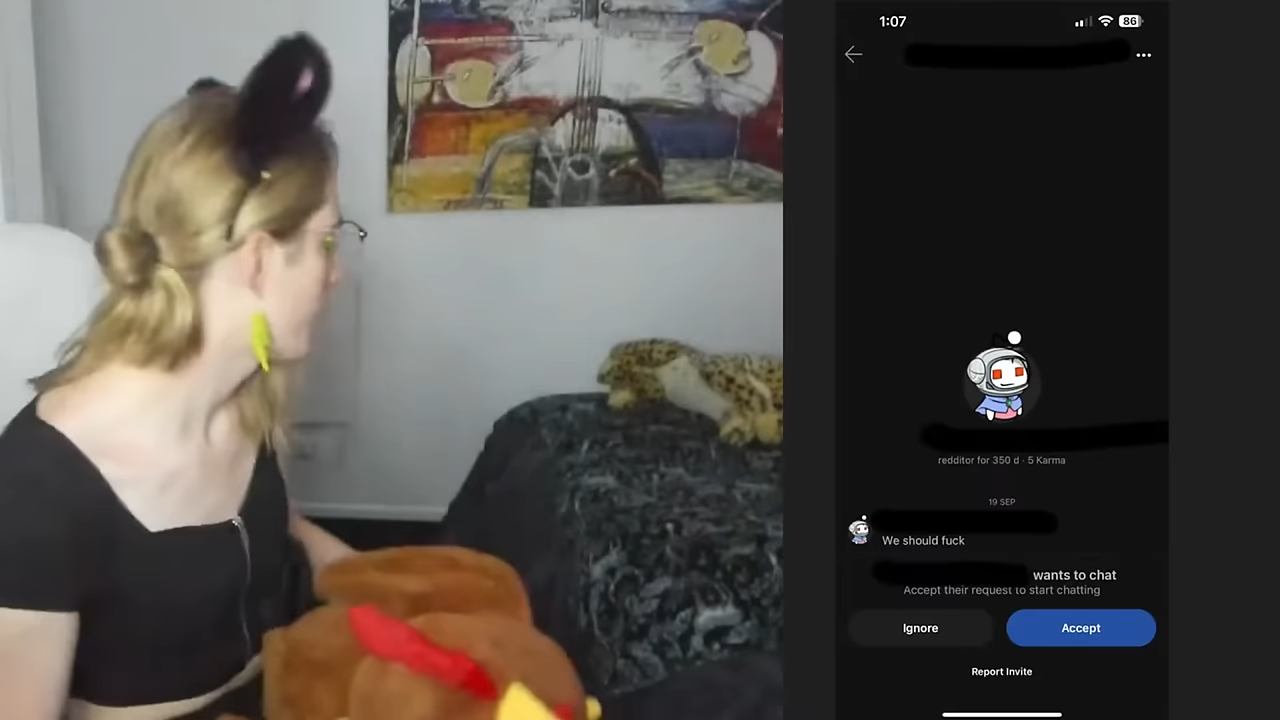 1:07
86
redditor for 350 d · 5 Karma
19 SEP
We should fuck
wants to chat
Accept their request to start chatting
Ignore
Accept
Report Invite